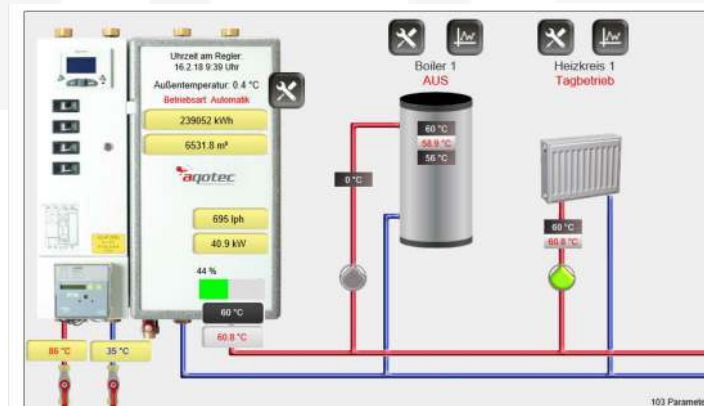 Uhrzeit am Regler:
16.2.18 9:39 Uhr
Außentemperatur: 0.4 °C
Betriebsart: Automatik
239052 kWh
6531.8 m³
aqotec
695 lph
40.9 kW
44 %
60 °C
60.8 °C
86 °C
35 °C
Boiler 1
AUS
60 °C
58.9 °C
56 °C
0 °C
Heizkreis 1
Tagbetrieb
60 °C
60.8 °C
103 Paramete